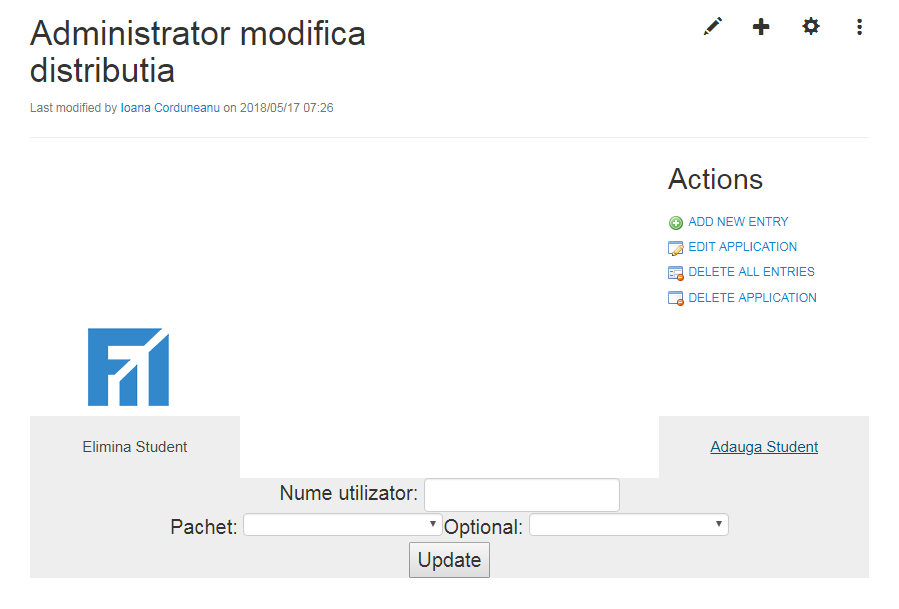 Administrator modifica
distributia
Last modified by Ioana Corduneanu on 2018/05/17 07:26
Actions
ADD NEW ENTRY
EDIT APPLICATION
DELETE ALL ENTRIES
DELETE APPLICATION
Elimina Student
Adauga Student
Nume utilizator:
Pachet: Optional:
Update